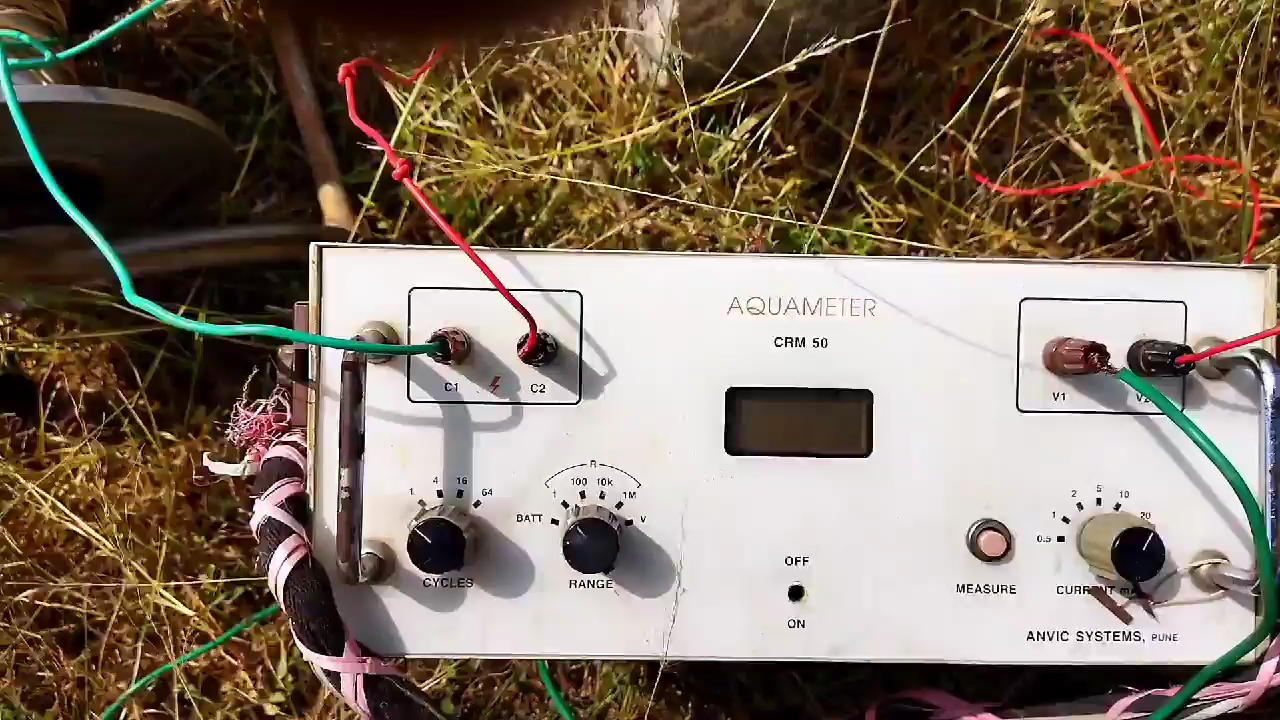 AQUAMETER
CRM 50
C1 C2
V1
1 4 16 64
CYCLES
R
1 100 10k 1M
BATT V
RANGE
OFF
ON
MEASURE
0.5 1 2 5 10 20
ANVIC SYSTEMS, PUNE